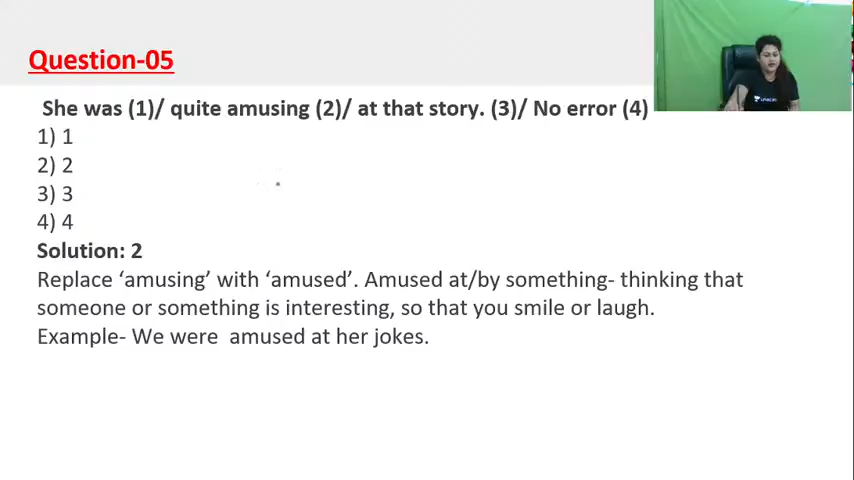 Question-05
She was (1)/ quite amusing (2)/ at that story. (3)/ No error (4)
1) 1
2) 2
3) 3
4) 4
Solution: 2
Replace ‘amusing’ with ‘amused’. Amused at/by something- thinking that
someone or something is interesting, so that you smile or laugh.
Example- We were  amused at her jokes.